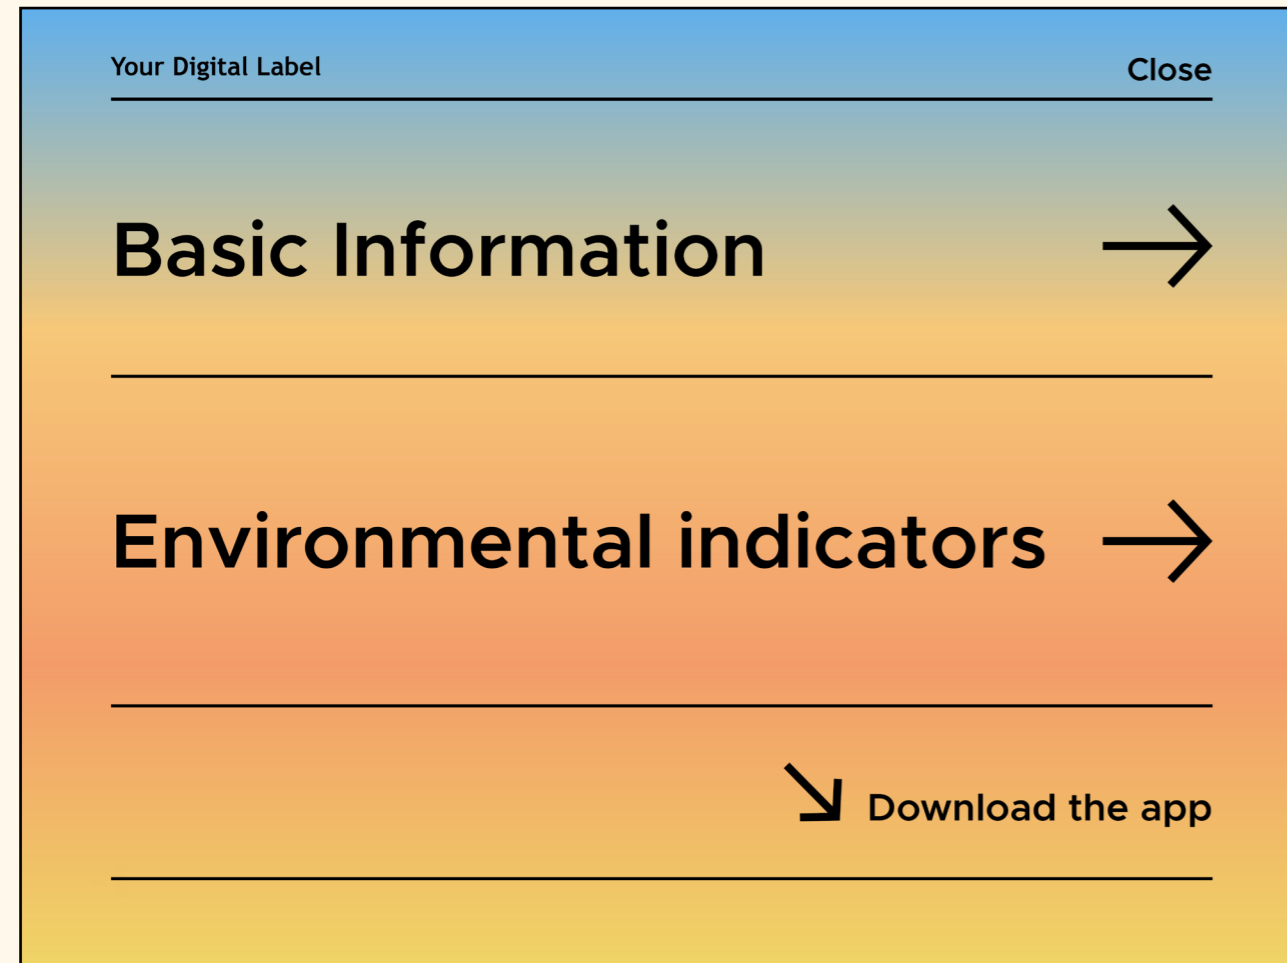 Your Digital Label
Close
Basic Information
Environmental indicators
Download the app